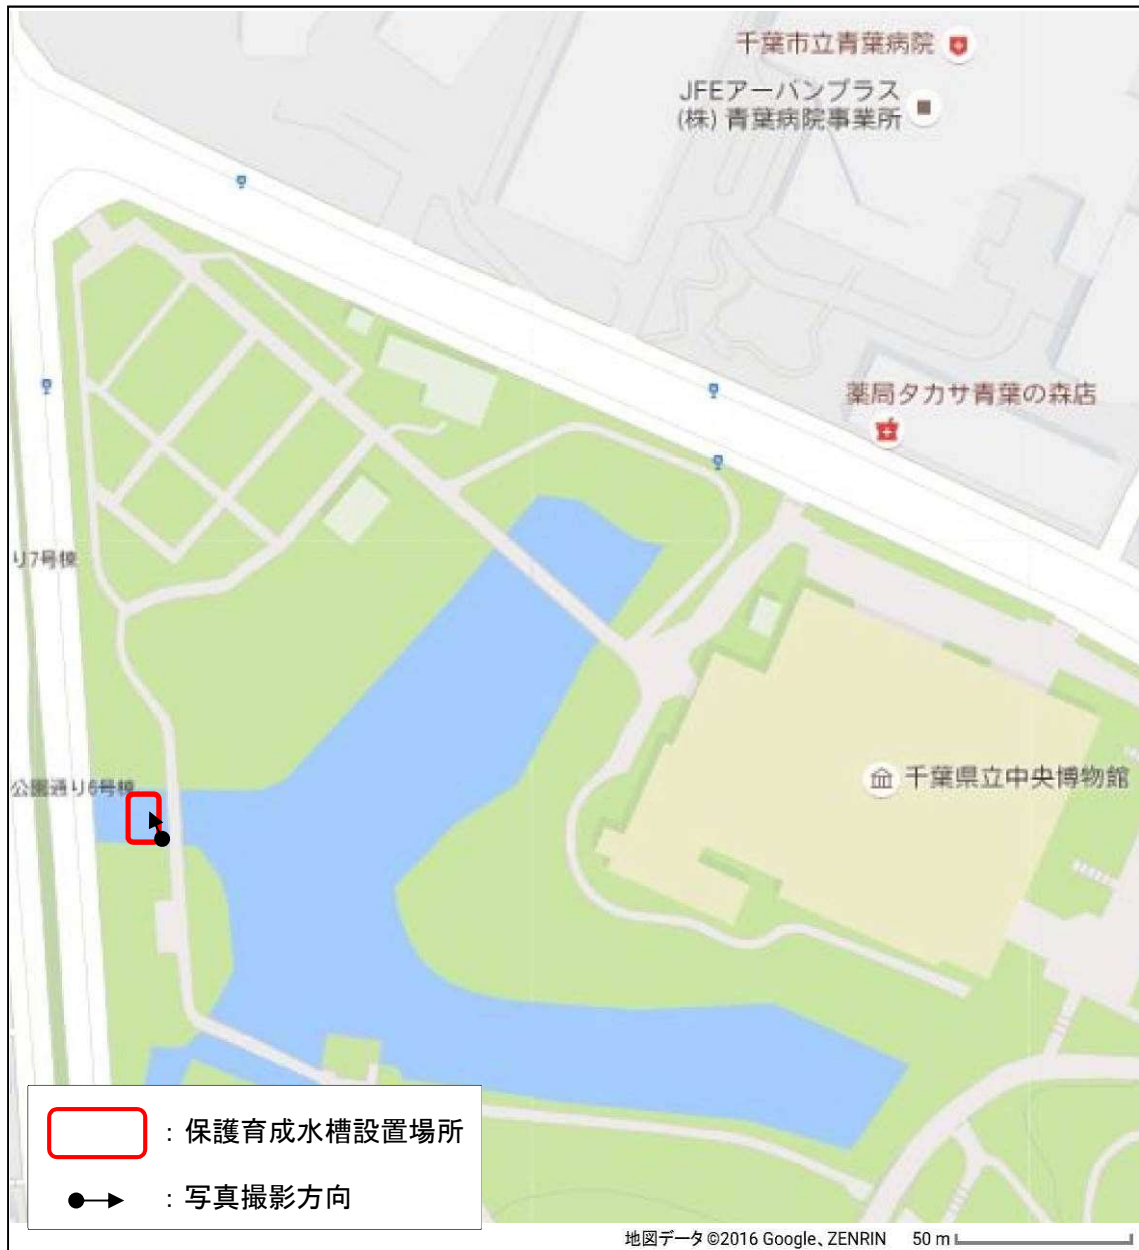 千葉市立青葉病院
JFEアーバンプラス
(株) 青葉病院事業所
薬局タカサ青葉の森店
り7号棟
公園通り6号棟
千葉県立中央博物館
：保護育成水槽設置場所
：写真撮影方向
地図データ ©2016 Google、ZENRIN 50 m